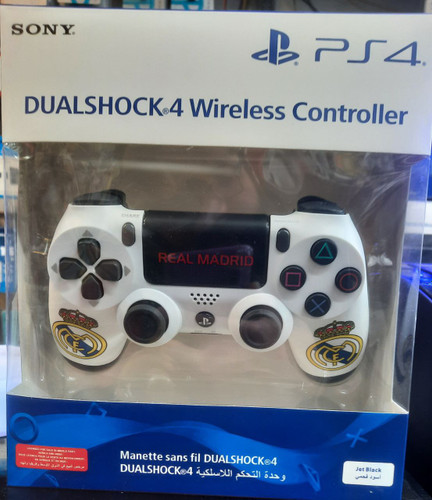 SONY
PS4
DUALSHOCK®4 Wireless Controller
SHARE
REAL MADRID
Manette sans fil DUALSHOCK®4
وحدة التحكم اللاسلكية DUALSHOCK®4
Jet Black
أسود فحمي